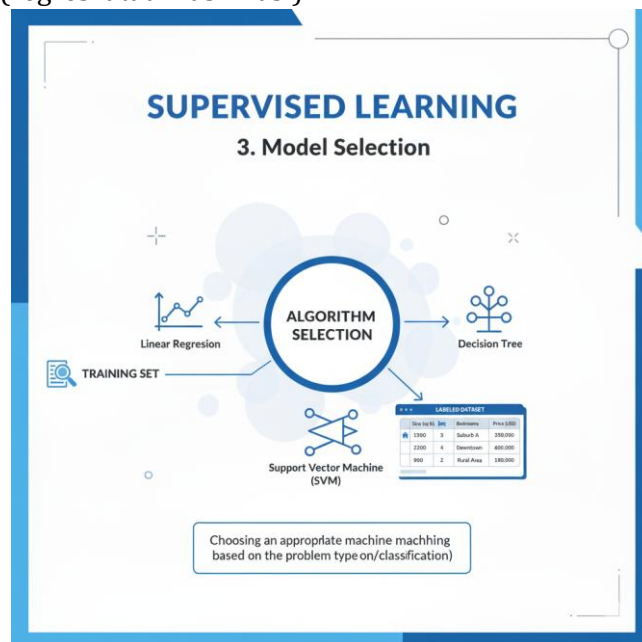 SUPERVISED LEARNING
3. Model Selection
ALGORITHM
SELECTION
Linear Regresion
Decision Tree
TRAINING SET
LABELED DATASET
Bedrooms Price (USD)
1500 3 Suburb A 350,000
2200 4 Downtown 600,000
900 2 Rural Area 180,000
Support Vector Machine
(SVM)
Choosing an appropriate machine machhing
based on the problem type on/classification)